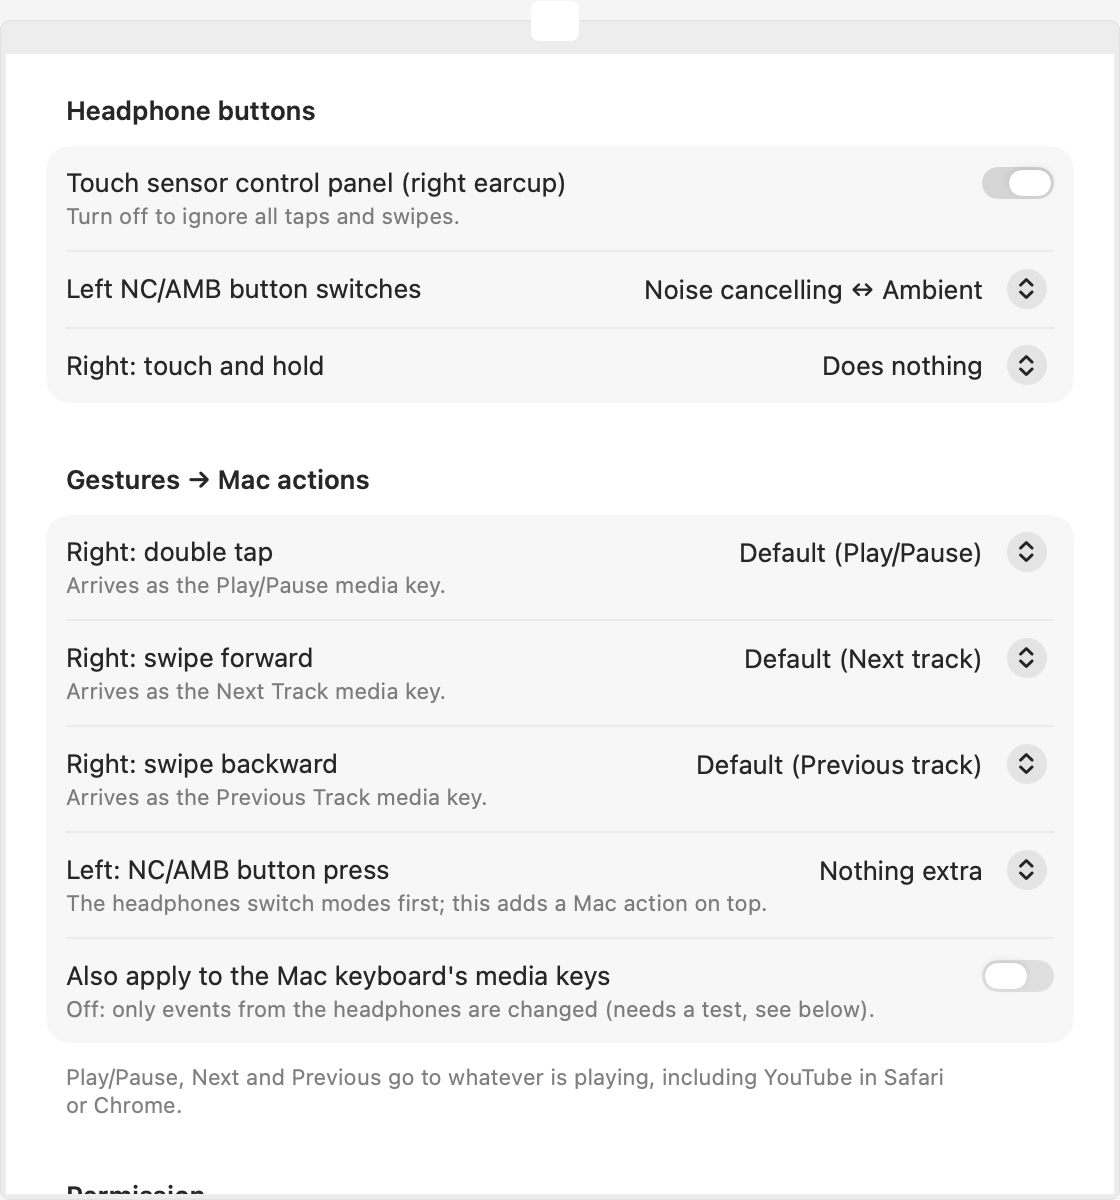 Headphone buttons
Touch sensor control panel (right earcup)
Turn off to ignore all taps and swipes.
Left NC/AMB button switches
Noise cancelling ↔ Ambient
Right: touch and hold
Does nothing
Gestures → Mac actions
Right: double tap
Default (Play/Pause)
Arrives as the Play/Pause media key.
Right: swipe forward
Default (Next track)
Arrives as the Next Track media key.
Right: swipe backward
Default (Previous track)
Arrives as the Previous Track media key.
Left: NC/AMB button press
Nothing extra
The headphones switch modes first; this adds a Mac action on top.
Also apply to the Mac keyboard's media keys
Off: only events from the headphones are changed (needs a test, see below).
Play/Pause, Next and Previous go to whatever is playing, including YouTube in Safari
or Chrome.
Permission